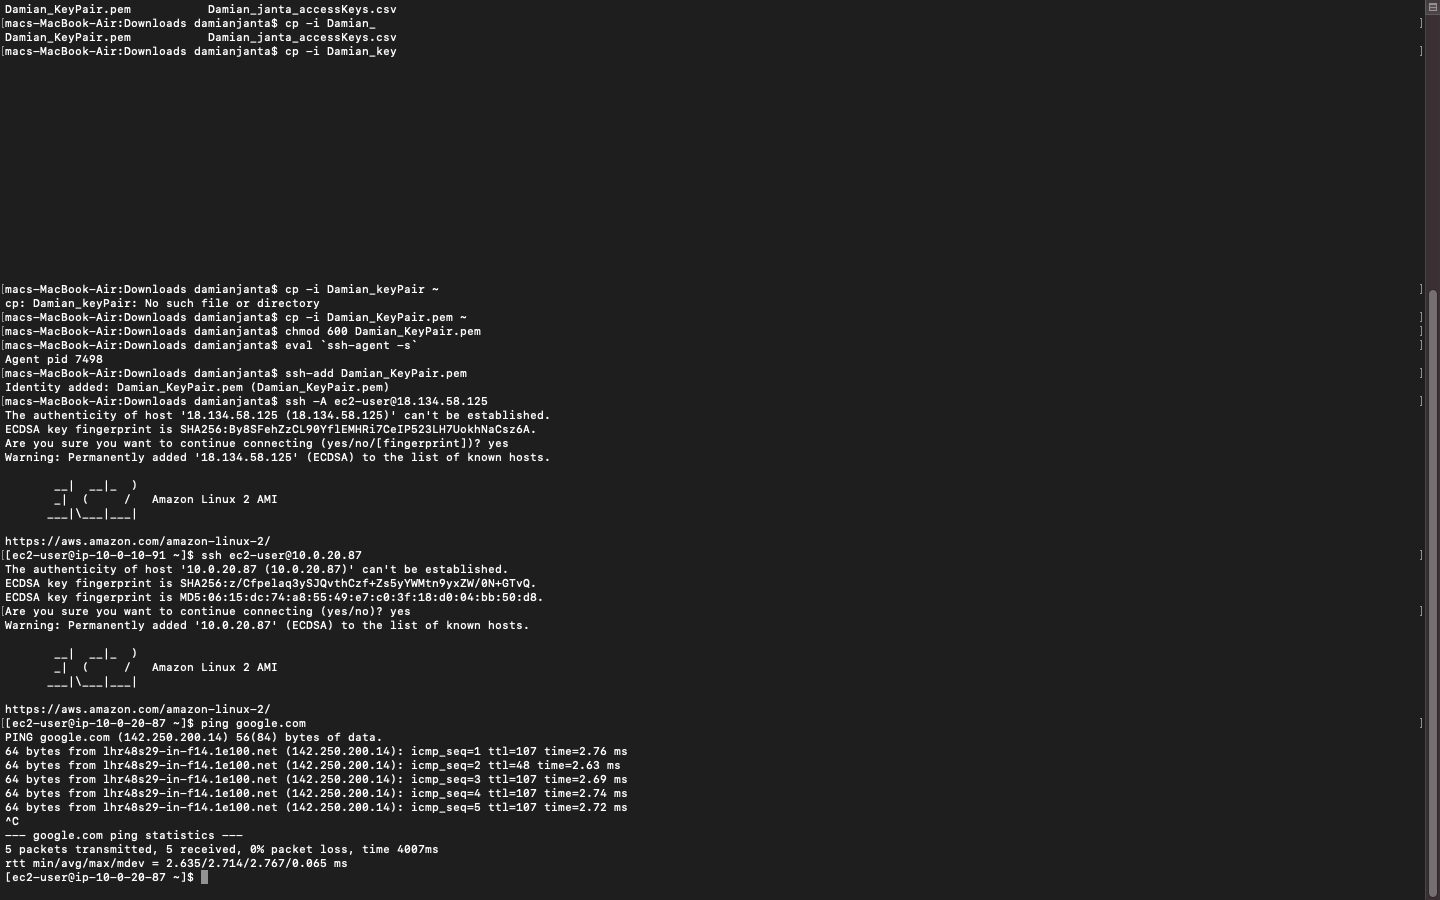 Damian_KeyPair.pem           Damian_janta_accessKeys.csv
[macs-MacBook-Air:Downloads damianjanta$ cp -i Damian_ ]
Damian_KeyPair.pem           Damian_janta_accessKeys.csv
[macs-MacBook-Air:Downloads damianjanta$ cp -i Damian_key ]
[macs-MacBook-Air:Downloads damianjanta$ cp -i Damian_keyPair ~ ]
cp: Damian_keyPair: No such file or directory
[macs-MacBook-Air:Downloads damianjanta$ cp -i Damian_KeyPair.pem ~ ]
[macs-MacBook-Air:Downloads damianjanta$ chmod 600 Damian_KeyPair.pem ]
[macs-MacBook-Air:Downloads damianjanta$ eval `ssh-agent -s` ]
Agent pid 7498
[macs-MacBook-Air:Downloads damianjanta$ ssh-add Damian_KeyPair.pem ]
Identity added: Damian_KeyPair.pem (Damian_KeyPair.pem)
[macs-MacBook-Air:Downloads damianjanta$ ssh -A ec2-user@18.134.58.125 ]
The authenticity of host '18.134.58.125 (18.134.58.125)' can't be established.
ECDSA key fingerprint is SHA256:By8SFehZzCL90YflEMHRi7CeIP523LH7UokhNaCsz6A.
Are you sure you want to continue connecting (yes/no/[fingerprint])? yes
Warning: Permanently added '18.134.58.125' (ECDSA) to the list of known hosts.
       __|  __|_  )
       _|  (     /   Amazon Linux 2 AMI
      ___|\___|___|
https://aws.amazon.com/amazon-linux-2/
[[ec2-user@ip-10-0-10-91 ~]$ ssh ec2-user@10.0.20.87 ]
The authenticity of host '10.0.20.87 (10.0.20.87)' can't be established.
ECDSA key fingerprint is SHA256:z/Cfpelaq3ySJQvthCzf+Zs5yYWMtn9yxZW/0N+GTvQ.
ECDSA key fingerprint is MD5:06:15:dc:74:a8:55:49:e7:c0:3f:18:d0:04:bb:50:d8.
[Are you sure you want to continue connecting (yes/no)? yes ]
Warning: Permanently added '10.0.20.87' (ECDSA) to the list of known hosts.
       __|  __|_  )
       _|  (     /   Amazon Linux 2 AMI
      ___|\___|___|
https://aws.amazon.com/amazon-linux-2/
[[ec2-user@ip-10-0-20-87 ~]$ ping google.com ]
PING google.com (142.250.200.14) 56(84) bytes of data.
64 bytes from lhr48s29-in-f14.1e100.net (142.250.200.14): icmp_seq=1 ttl=107 time=2.76 ms
64 bytes from lhr48s29-in-f14.1e100.net (142.250.200.14): icmp_seq=2 ttl=48 time=2.63 ms
64 bytes from lhr48s29-in-f14.1e100.net (142.250.200.14): icmp_seq=3 ttl=107 time=2.69 ms
64 bytes from lhr48s29-in-f14.1e100.net (142.250.200.14): icmp_seq=4 ttl=107 time=2.74 ms
64 bytes from lhr48s29-in-f14.1e100.net (142.250.200.14): icmp_seq=5 ttl=107 time=2.72 ms
^C
--- google.com ping statistics ---
5 packets transmitted, 5 received, 0% packet loss, time 4007ms
rtt min/avg/max/mdev = 2.635/2.714/2.767/0.065 ms
[ec2-user@ip-10-0-20-87 ~]$